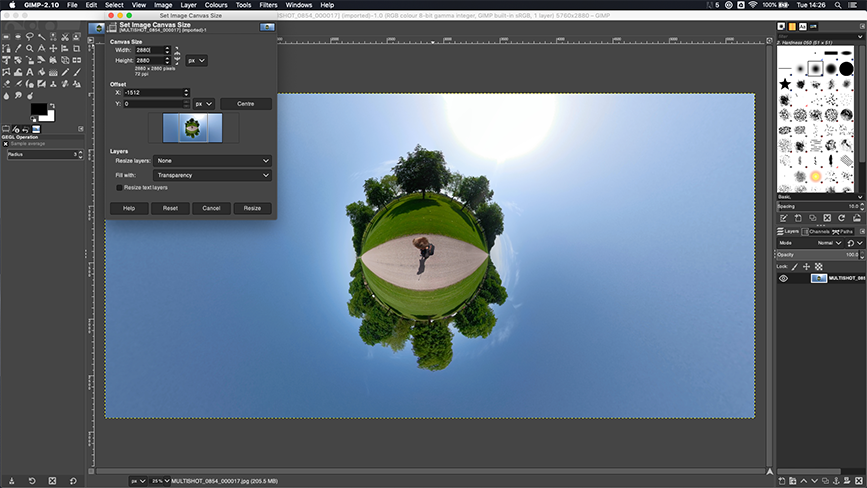 GIMP-2.10 File Edit Select View Image Layer Colours Tools Filters Windows Help
5
100%
Tue 14:26
Set Image Canvas Size
SHOT_0854_000017] (imported)-1.0 (RGB colour 8-bit gamma integer, GIMP built-in sRGB, 1 layer) 5760x2880 – GIMP
Set Image Canvas Size
[MULTISHOT_0854_000017] (imported)-1
Canvas Size
Width: 2880
Height: 2880 px
2880 × 2880 pixels
72 ppi
Offset
X: -1512
Y: 0 px Centre
Layers
Resize layers: None
Fill with: Transparency
Resize text layers
Help Reset Cancel Resize
GEGL Operation
Sample average
Radius 3
Filter
2. Hardness 050 (51 × 51)
Basic,
Spacing 10.0
Layers Channels Paths
Mode Normal
Opacity 100.0
Lock:
MULTISHOT_085
px 25% MULTISHOT_0854_000017.jpg (205.5 MB)